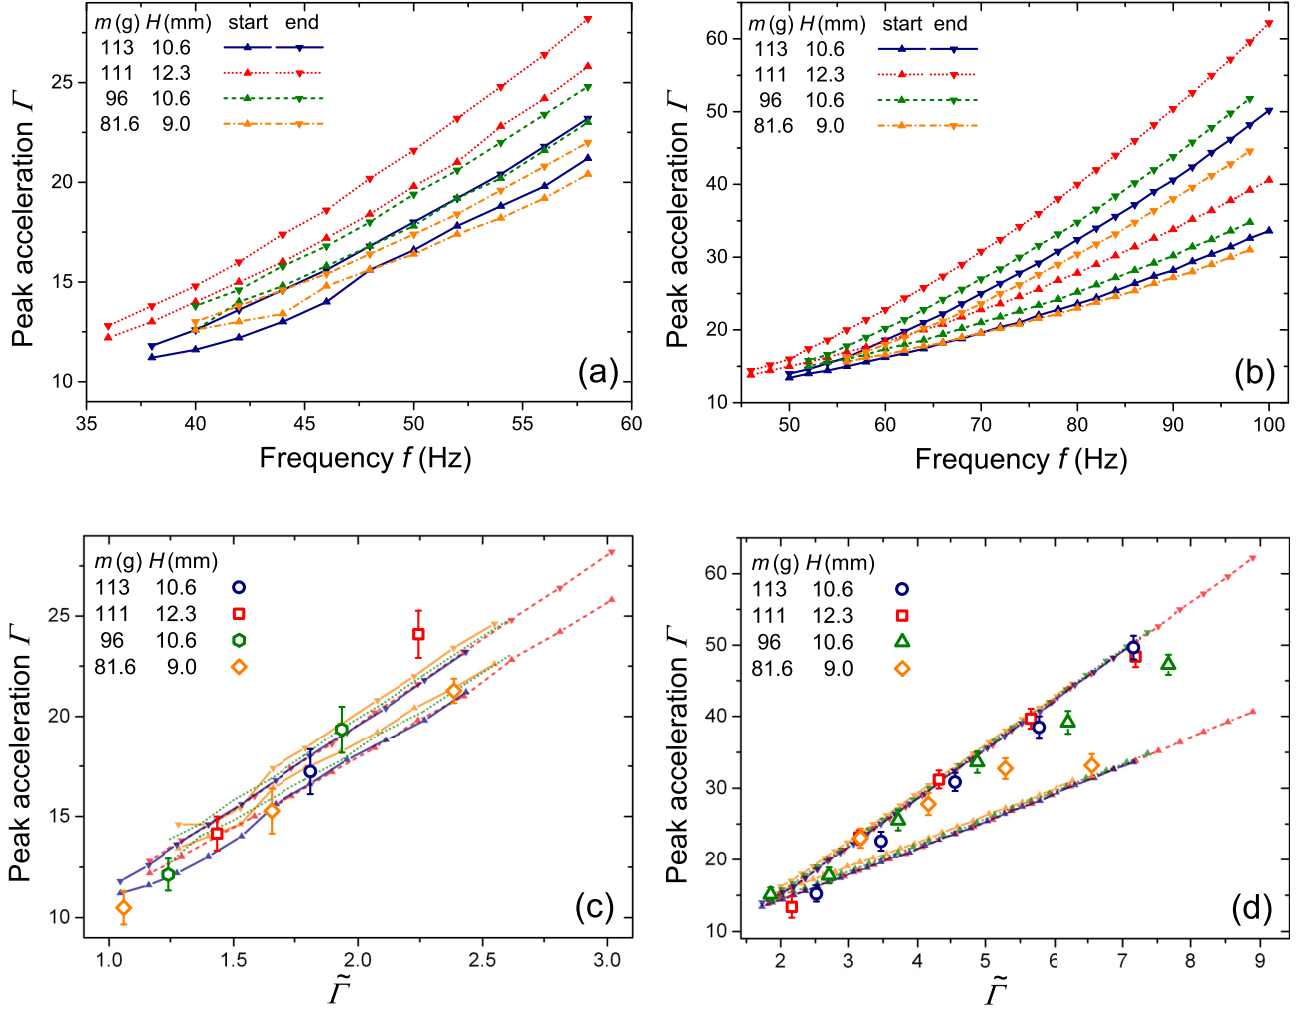 m (g) H (mm) start end
113 10.6
111 12.3
96 10.6
81.6 9.0
Peak acceleration Γ
25
20
15
10
(a)
35 40 45 50 55 60
Frequency f (Hz)
m (g) H (mm) start end
113 10.6
111 12.3
96 10.6
81.6 9.0
Peak acceleration Γ
60
50
40
30
20
10
(b)
50 60 70 80 90 100
Frequency f (Hz)
m (g) H (mm)
113 10.6
111 12.3
96 10.6
81.6 9.0
Peak acceleration Γ
25
20
15
10
(c)
1.0 1.5 2.0 2.5 3.0
Γ̃
m (g) H (mm)
113 10.6
111 12.3
96 10.6
81.6 9.0
Peak acceleration Γ
60
50
40
30
20
10
(d)
2 3 4 5 6 7 8 9
Γ̃